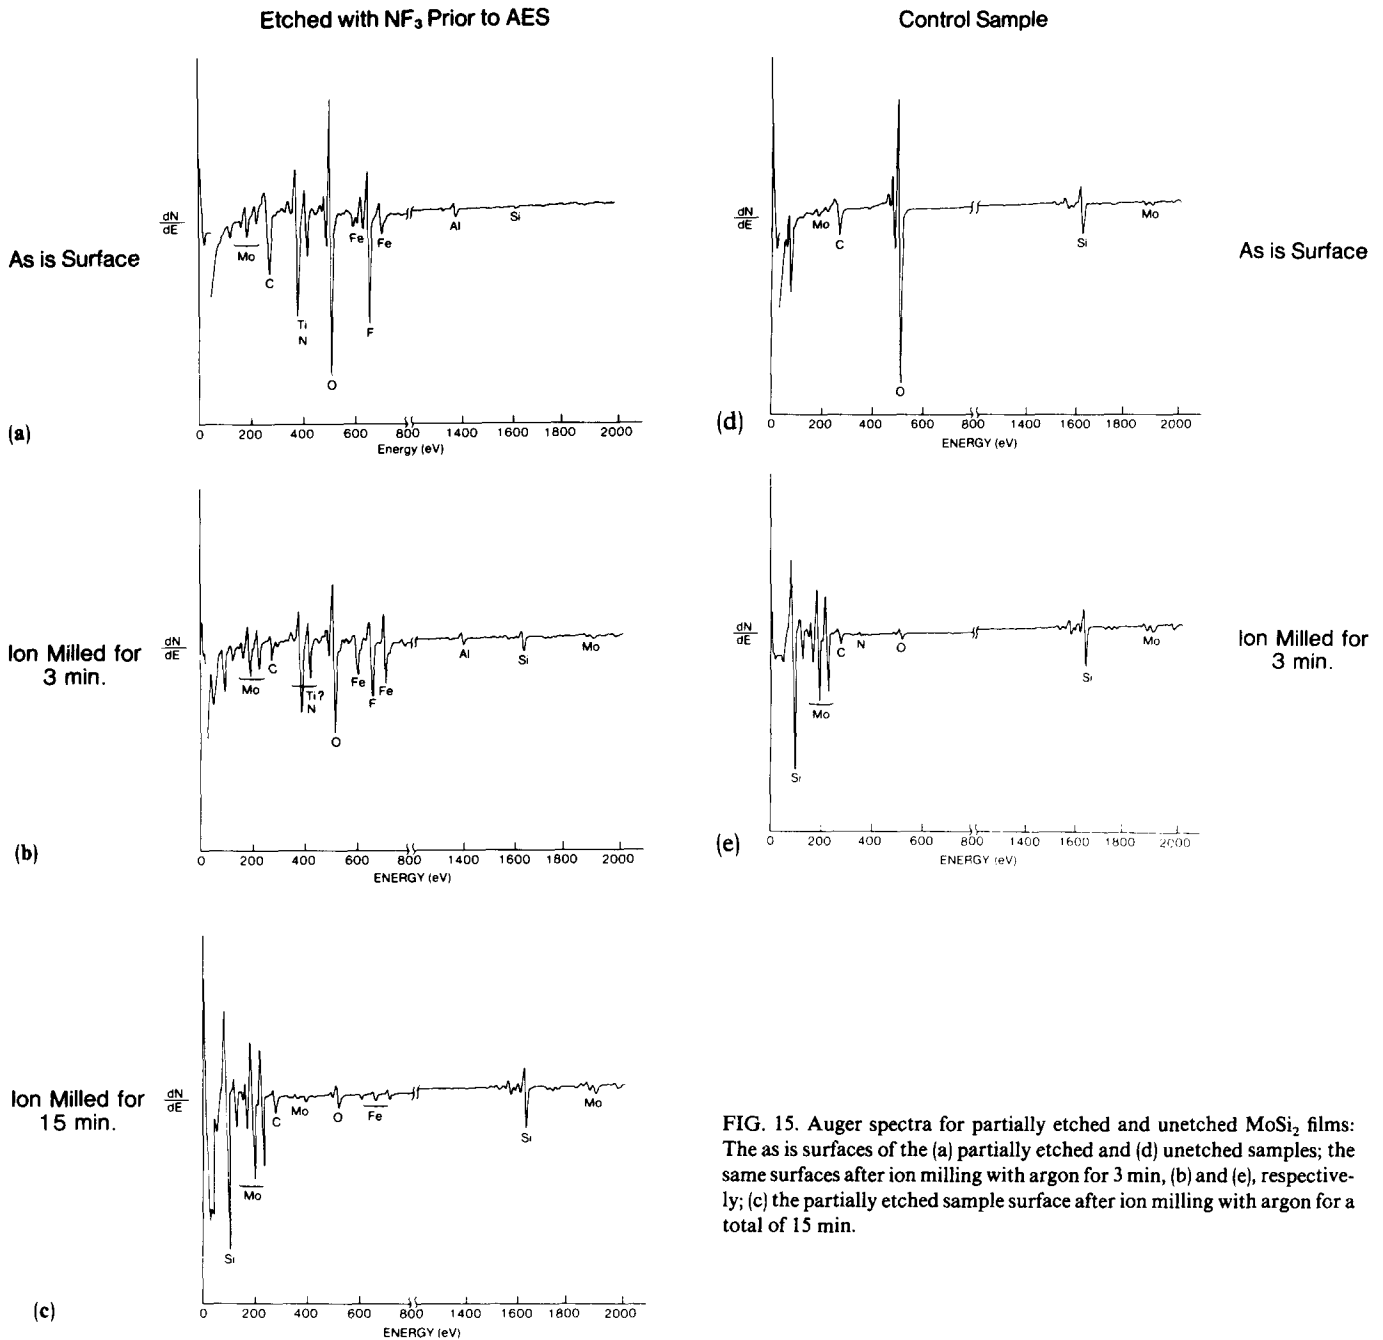 Etched with NF₃ Prior to AES
Control Sample
As is Surface
dN
dE
Mo
C
Ti
N
O
Fe
F
Fe
Al
Si
0 200 400 600 800 1400 1600 1800 2000
Energy (eV)
(a)
dN
dE
Mo
C
O
Si
Mo
0 200 400 600 800 1400 1600 1800 2000
ENERGY (eV)
(d)
As is Surface
Ion Milled for
3 min.
dN
dE
Mo
C
Ti?
N
O
Fe
F
Fe
Al
Si
Mo
0 200 400 600 800 1400 1600 1800 2000
ENERGY (eV)
(b)
dN
dE
Si
Mo
C
N
O
Si
Mo
0 200 400 600 800 1400 1600 1800 2000
ENERGY (eV)
(e)
Ion Milled for
3 min.
Ion Milled for
15 min.
dN
dE
Si
Mo
C
Mo
O
Fe
Si
Mo
0 200 400 600 800 1400 1600 1800 2000
ENERGY (eV)
(c)
FIG. 15. Auger spectra for partially etched and unetched MoSi₂ films:
The as is surfaces of the (a) partially etched and (d) unetched samples; the
same surfaces after ion milling with argon for 3 min, (b) and (e), respective-
ly; (c) the partially etched sample surface after ion milling with argon for a
total of 15 min.